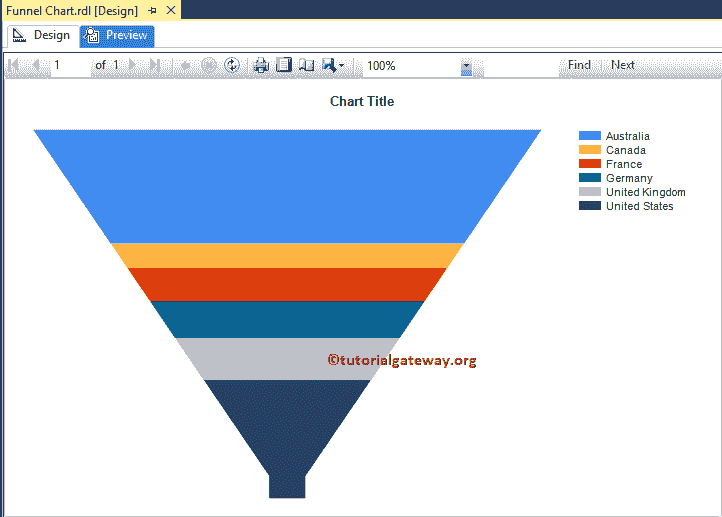 Funnel Chart.rdl [Design]
Design Preview
1 of 1 100% Find Next
Chart Title
Australia
Canada
France
Germany
United Kingdom
United States
©tutorialgateway.org